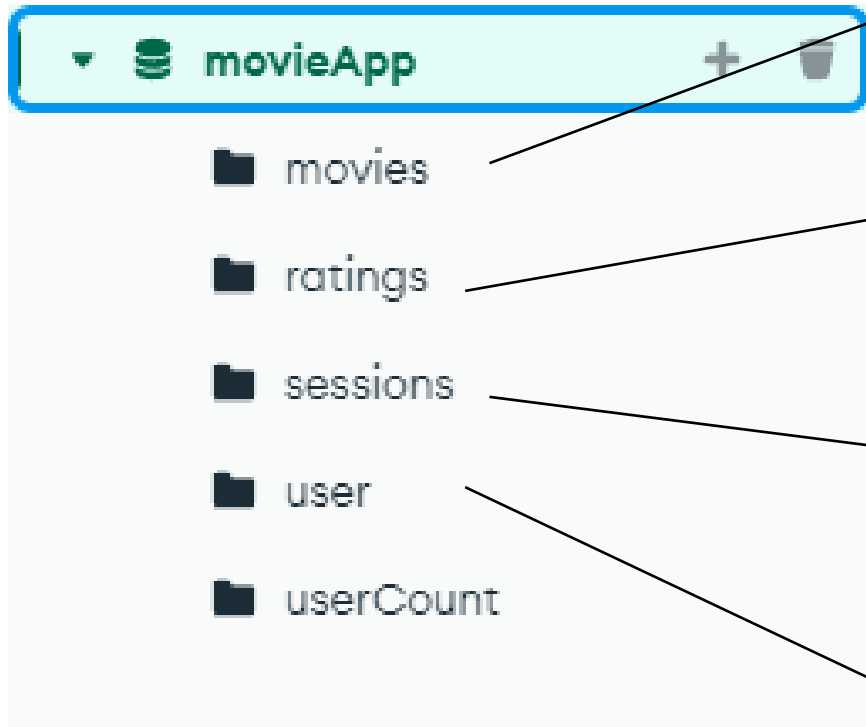 movieApp
movies
ratings
sessions
user
userCount